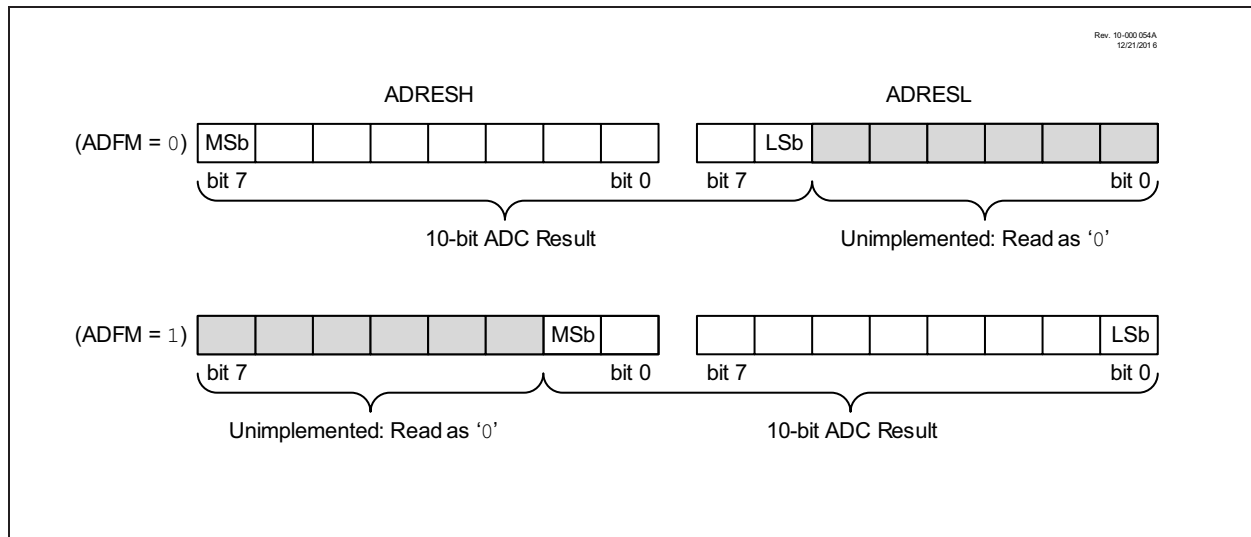 Rev. 10-000 054A
12/21/201 6
ADRESH ADRESL
(ADFM = 0) MSb LSb
bit 7 bit 0 bit 7 bit 0
10-bit ADC Result Unimplemented: Read as ‘0’
(ADFM = 1) MSb LSb
bit 7 bit 0 bit 7 bit 0
Unimplemented: Read as ‘0’ 10-bit ADC Result